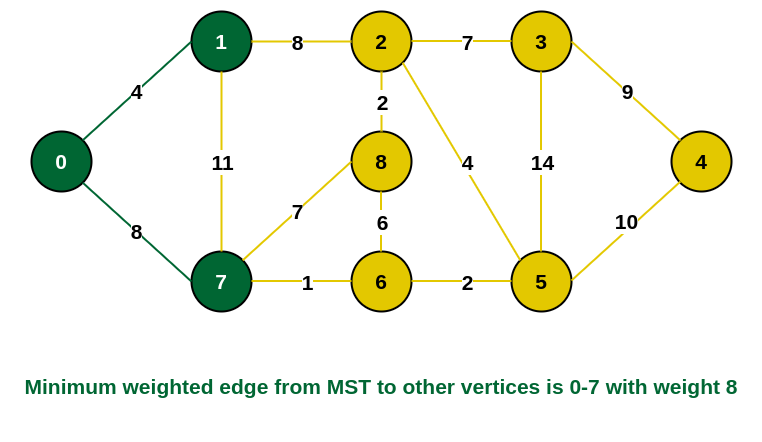 1 8 2 7 3
4 2 9
0 11 8 7 4 14 4
8 6 10
7 1 6 2 5
Minimum weighted edge from MST to other vertices is 0-7 with weight 8